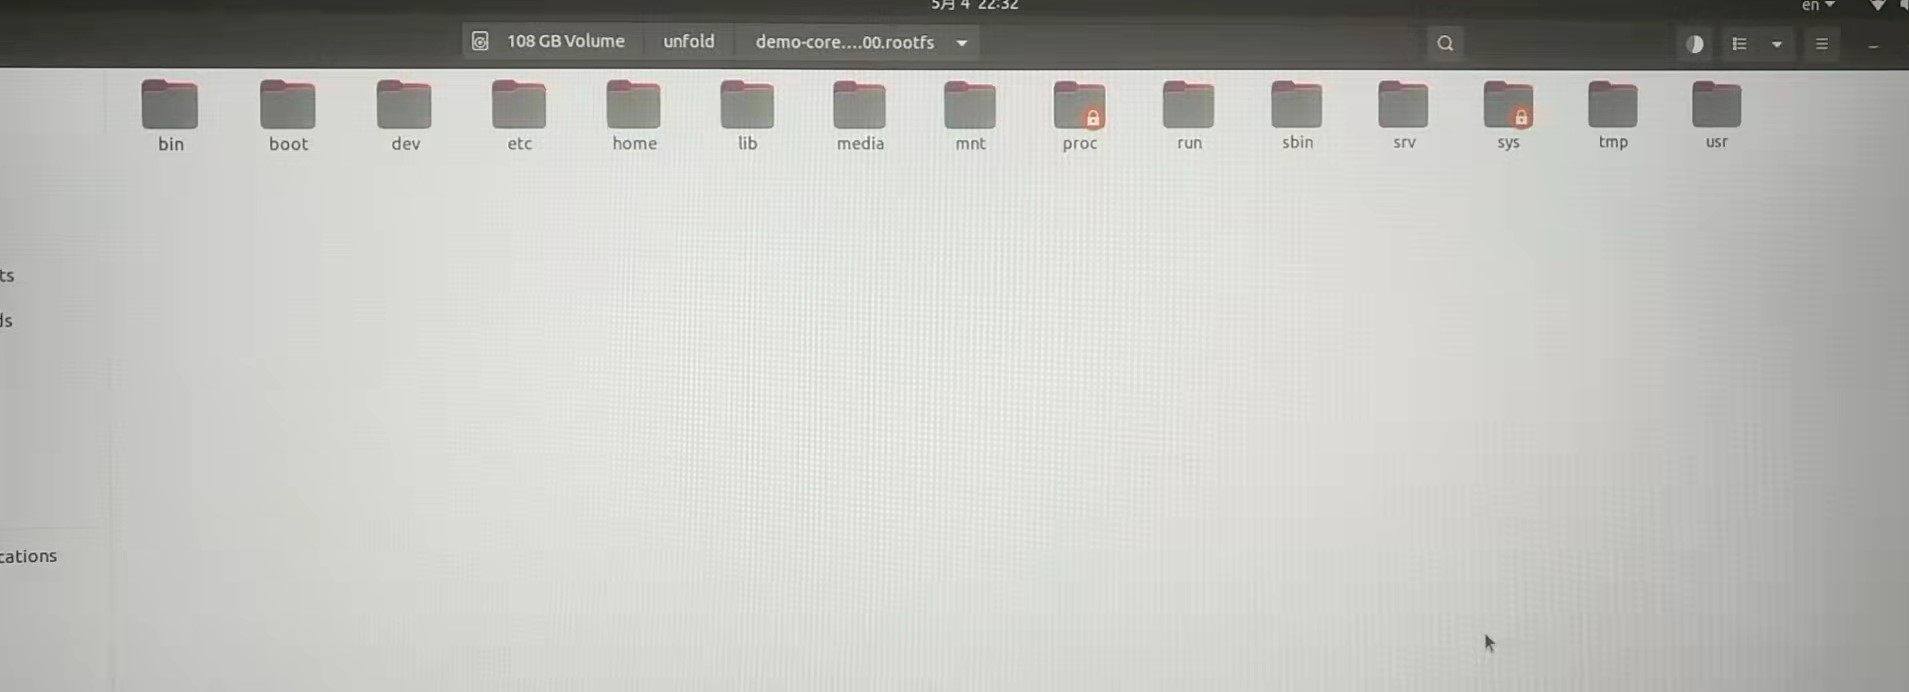 5月 4 22:32
en
108 GB Volume unfold demo-core....00.rootfs
bin boot dev etc home lib media mnt proc run sbin srv sys tmp usr
ts
ds
cations